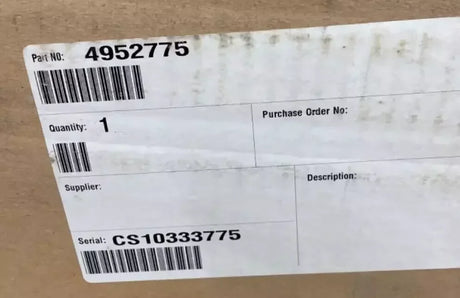 Part NO: 4952775
Quantity: 1
Purchase Order No:
Supplier:
Description:
Serial: CS10333775